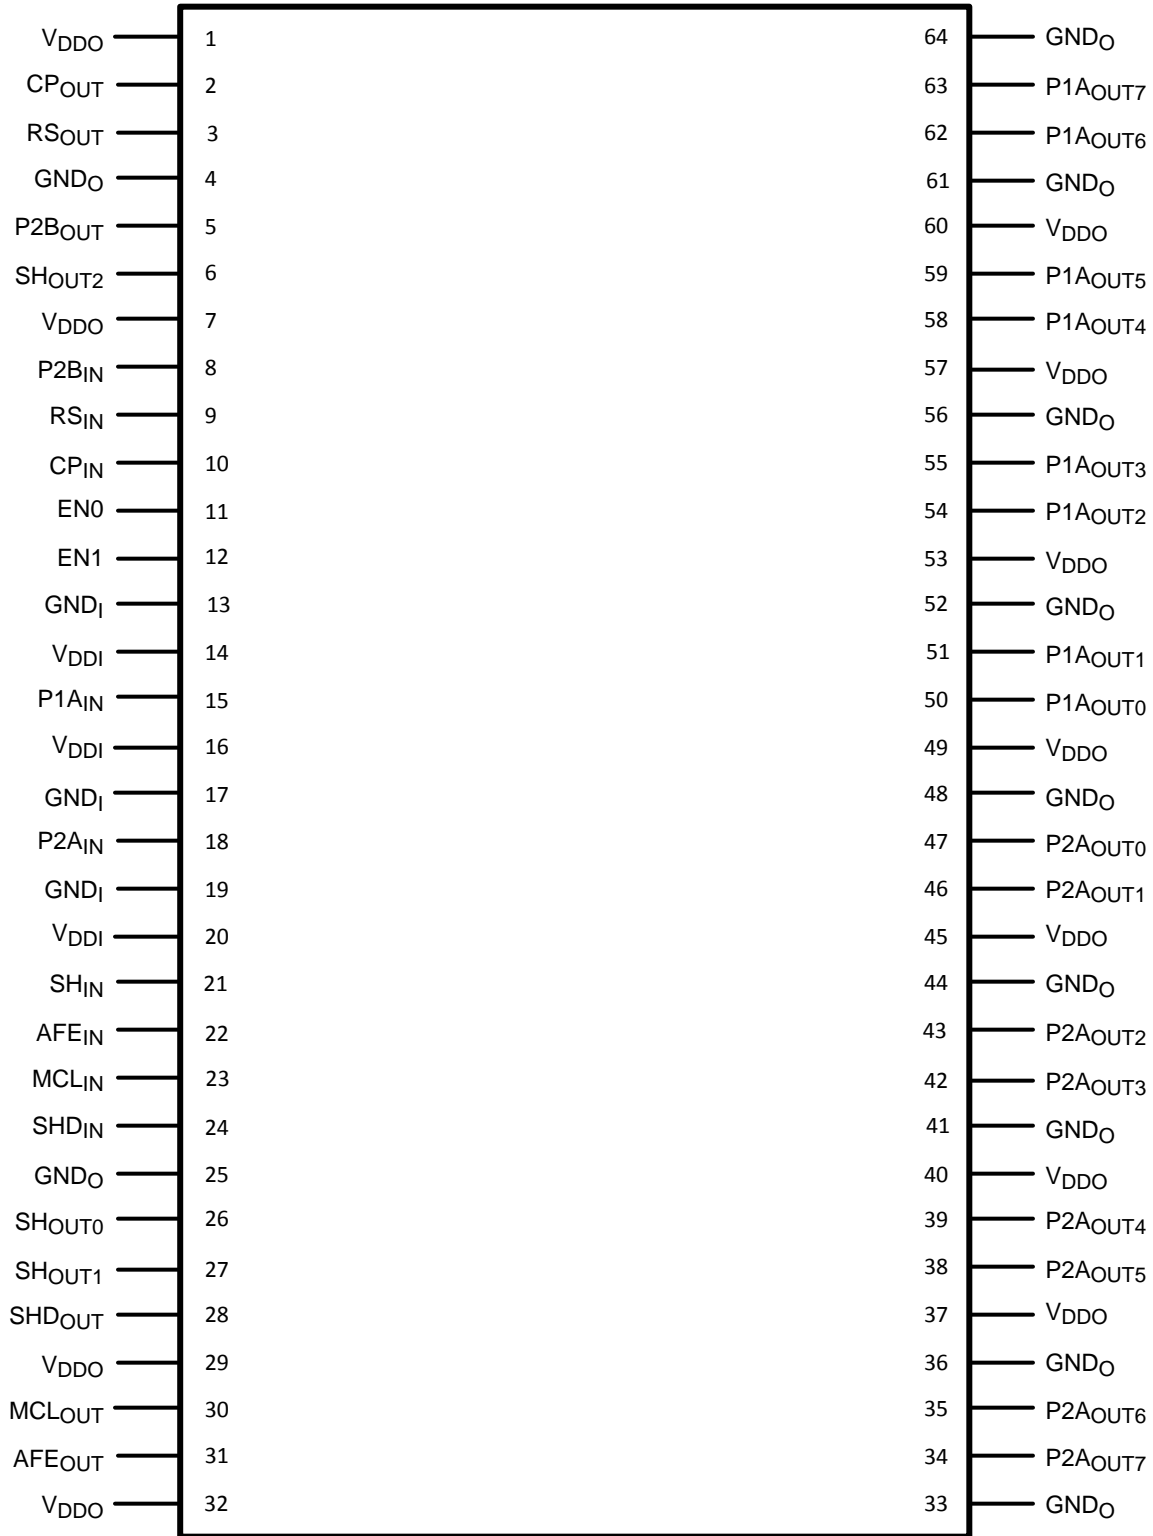 VDDO 1 64 GNDO
CPOUT 2 63 P1AOUT7
RSOUT 3 62 P1AOUT6
GNDO 4 61 GNDO
P2BOUT 5 60 VDDO
SHOUT2 6 59 P1AOUT5
VDDO 7 58 P1AOUT4
P2BIN 8 57 VDDO
RSIN 9 56 GNDO
CPIN 10 55 P1AOUT3
EN0 11 54 P1AOUT2
EN1 12 53 VDDO
GNDI 13 52 GNDO
VDDI 14 51 P1AOUT1
P1AIN 15 50 P1AOUT0
VDDI 16 49 VDDO
GNDI 17 48 GNDO
P2AIN 18 47 P2AOUT0
GNDI 19 46 P2AOUT1
VDDI 20 45 VDDO
SHIN 21 44 GNDO
AFEIN 22 43 P2AOUT2
MCLIN 23 42 P2AOUT3
SHDIN 24 41 GNDO
GNDO 25 40 VDDO
SHOUT0 26 39 P2AOUT4
SHOUT1 27 38 P2AOUT5
SHDOUT 28 37 VDDO
VDDO 29 36 GNDO
MCLOUT 30 35 P2AOUT6
AFEOUT 31 34 P2AOUT7
VDDO 32 33 GNDO